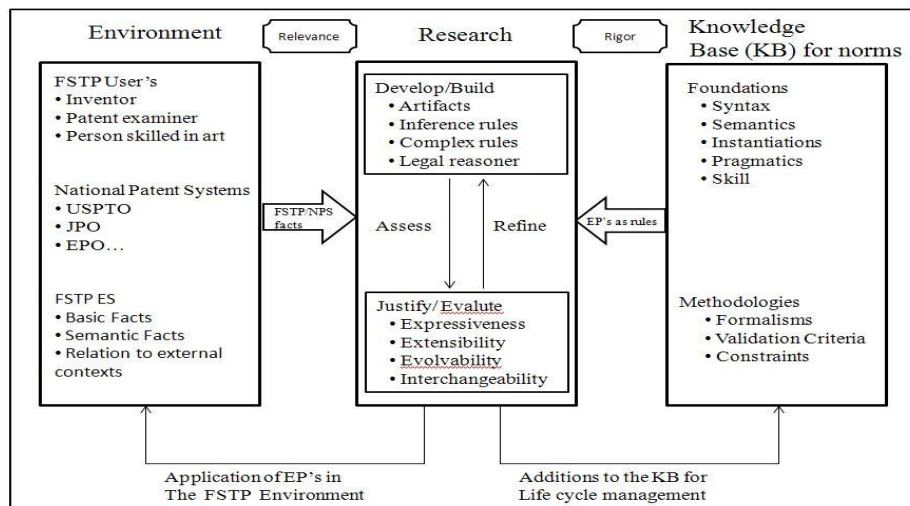 Environment
Relevance
Research
Rigor
Knowledge
Base (KB) for norms
FSTP User's
• Inventor
• Patent examiner
• Person skilled in art
National Patent Systems
• USPTO
• JPO
• EPO...
FSTP ES
• Basic Facts
• Semantic Facts
• Relation to external
contexts
FSTP/NPS
facts
Develop/Build
• Artifacts
• Inference rules
• Complex rules
• Legal reasoner
Assess
Refine
Justify/ Evalute
• Expressiveness
• Extensibility
• Evolvability
• Interchangeability
EP's as rules
Foundations
• Syntax
• Semantics
• Instantiations
• Pragmatics
• Skill
Methodologies
• Formalisms
• Validation Criteria
• Constraints
Application of EP's in
The FSTP Environment
Additions to the KB for
Life cycle management